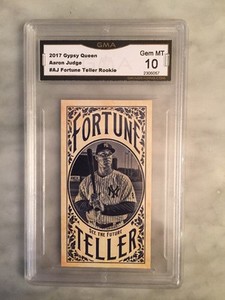 GMA
2017 Gypsy Queen
Aaron Judge
#AJ Fortune Teller Rookie
Gem MT
10
FORTUNE
SEE THE FUTURE
TELLER